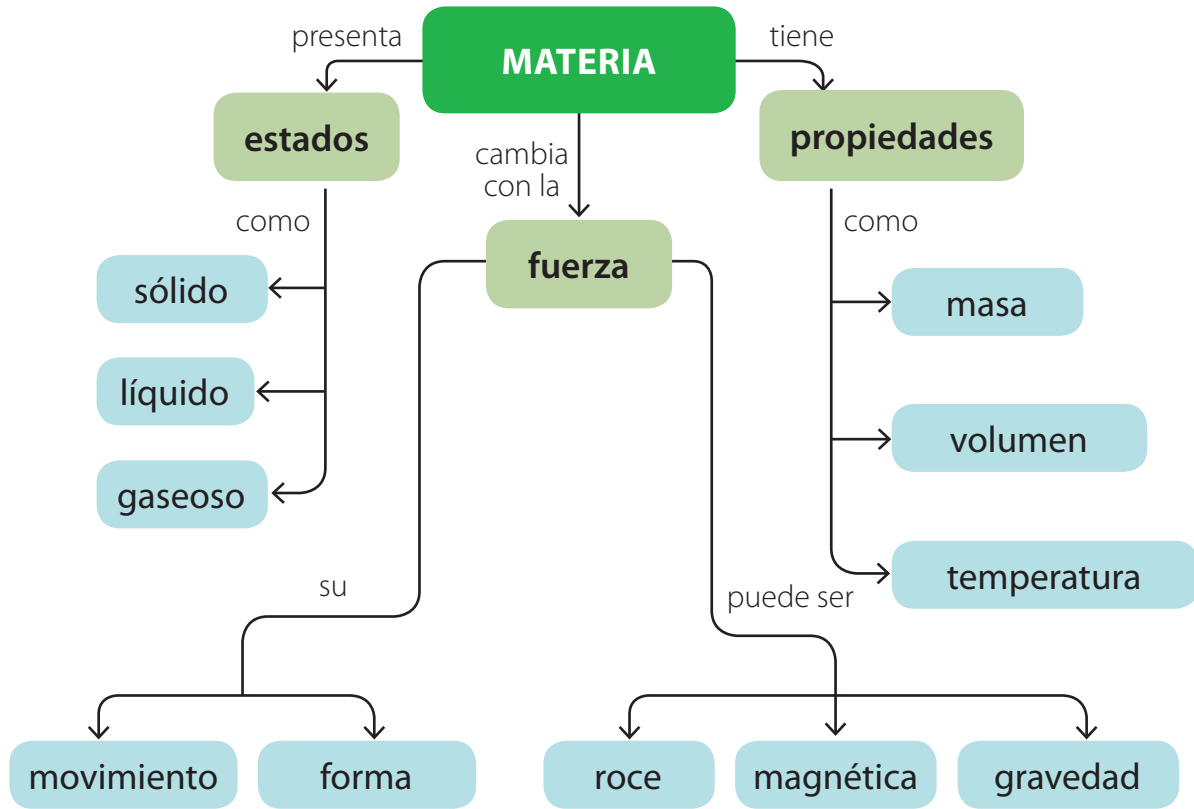 presenta
MATERIA
tiene
estados
propiedades
cambia
con la
como
fuerza
como
sólido
masa
líquido
volumen
gaseoso
temperatura
su
puede ser
movimiento
forma
roce
magnética
gravedad